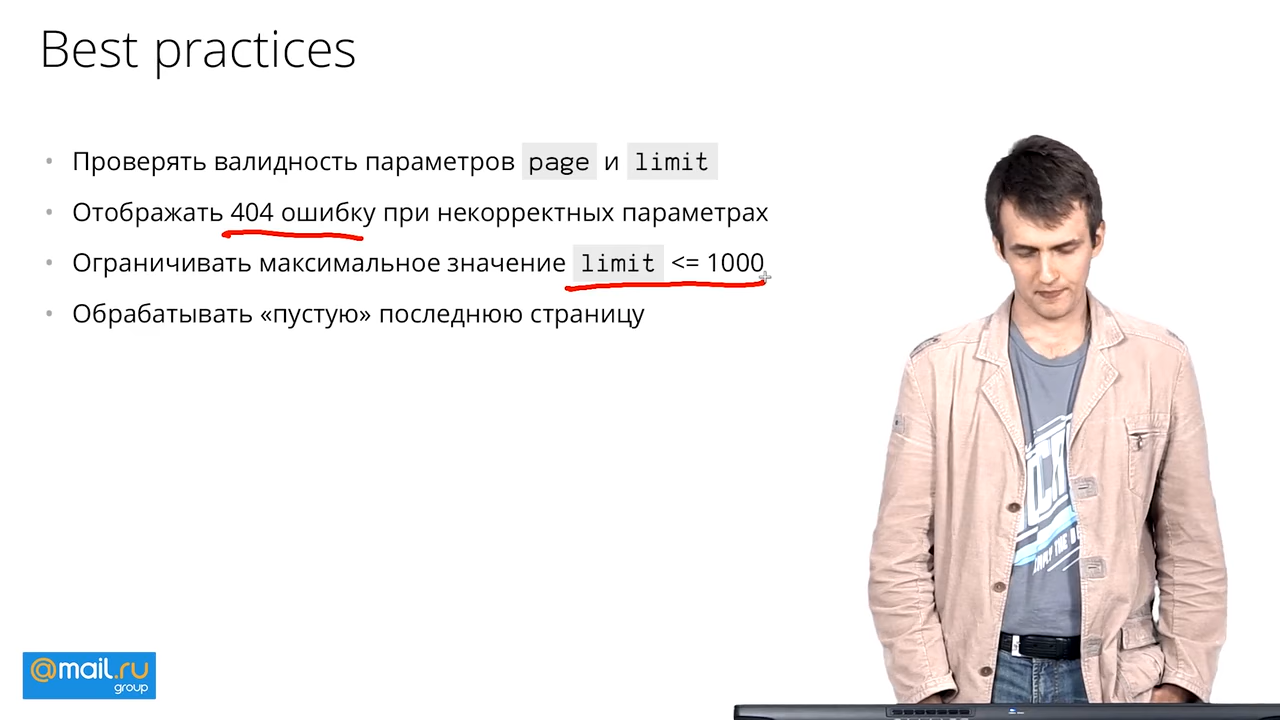 Best practices
• Проверять валидность параметров page и limit
• Отображать 404 ошибку при некорректных параметрах
• Ограничивать максимальное значение limit <= 1000
• Обрабатывать «пустую» последнюю страницу
@mail.ru
group